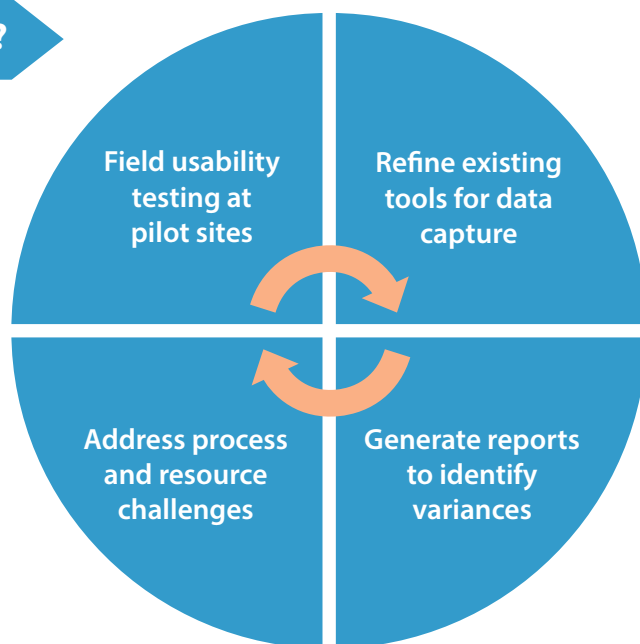 ?
Field usability
testing at
pilot sites
Refine existing
tools for data
capture
Address process
and resource
challenges
Generate reports
to identify
variances